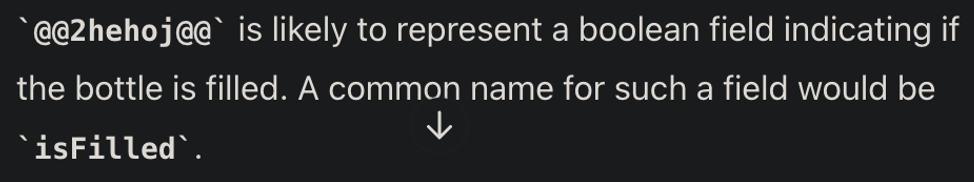 `@@2hehoj@@` is likely to represent a boolean field indicating if
the bottle is filled. A common name for such a field would be
`isFilled`.